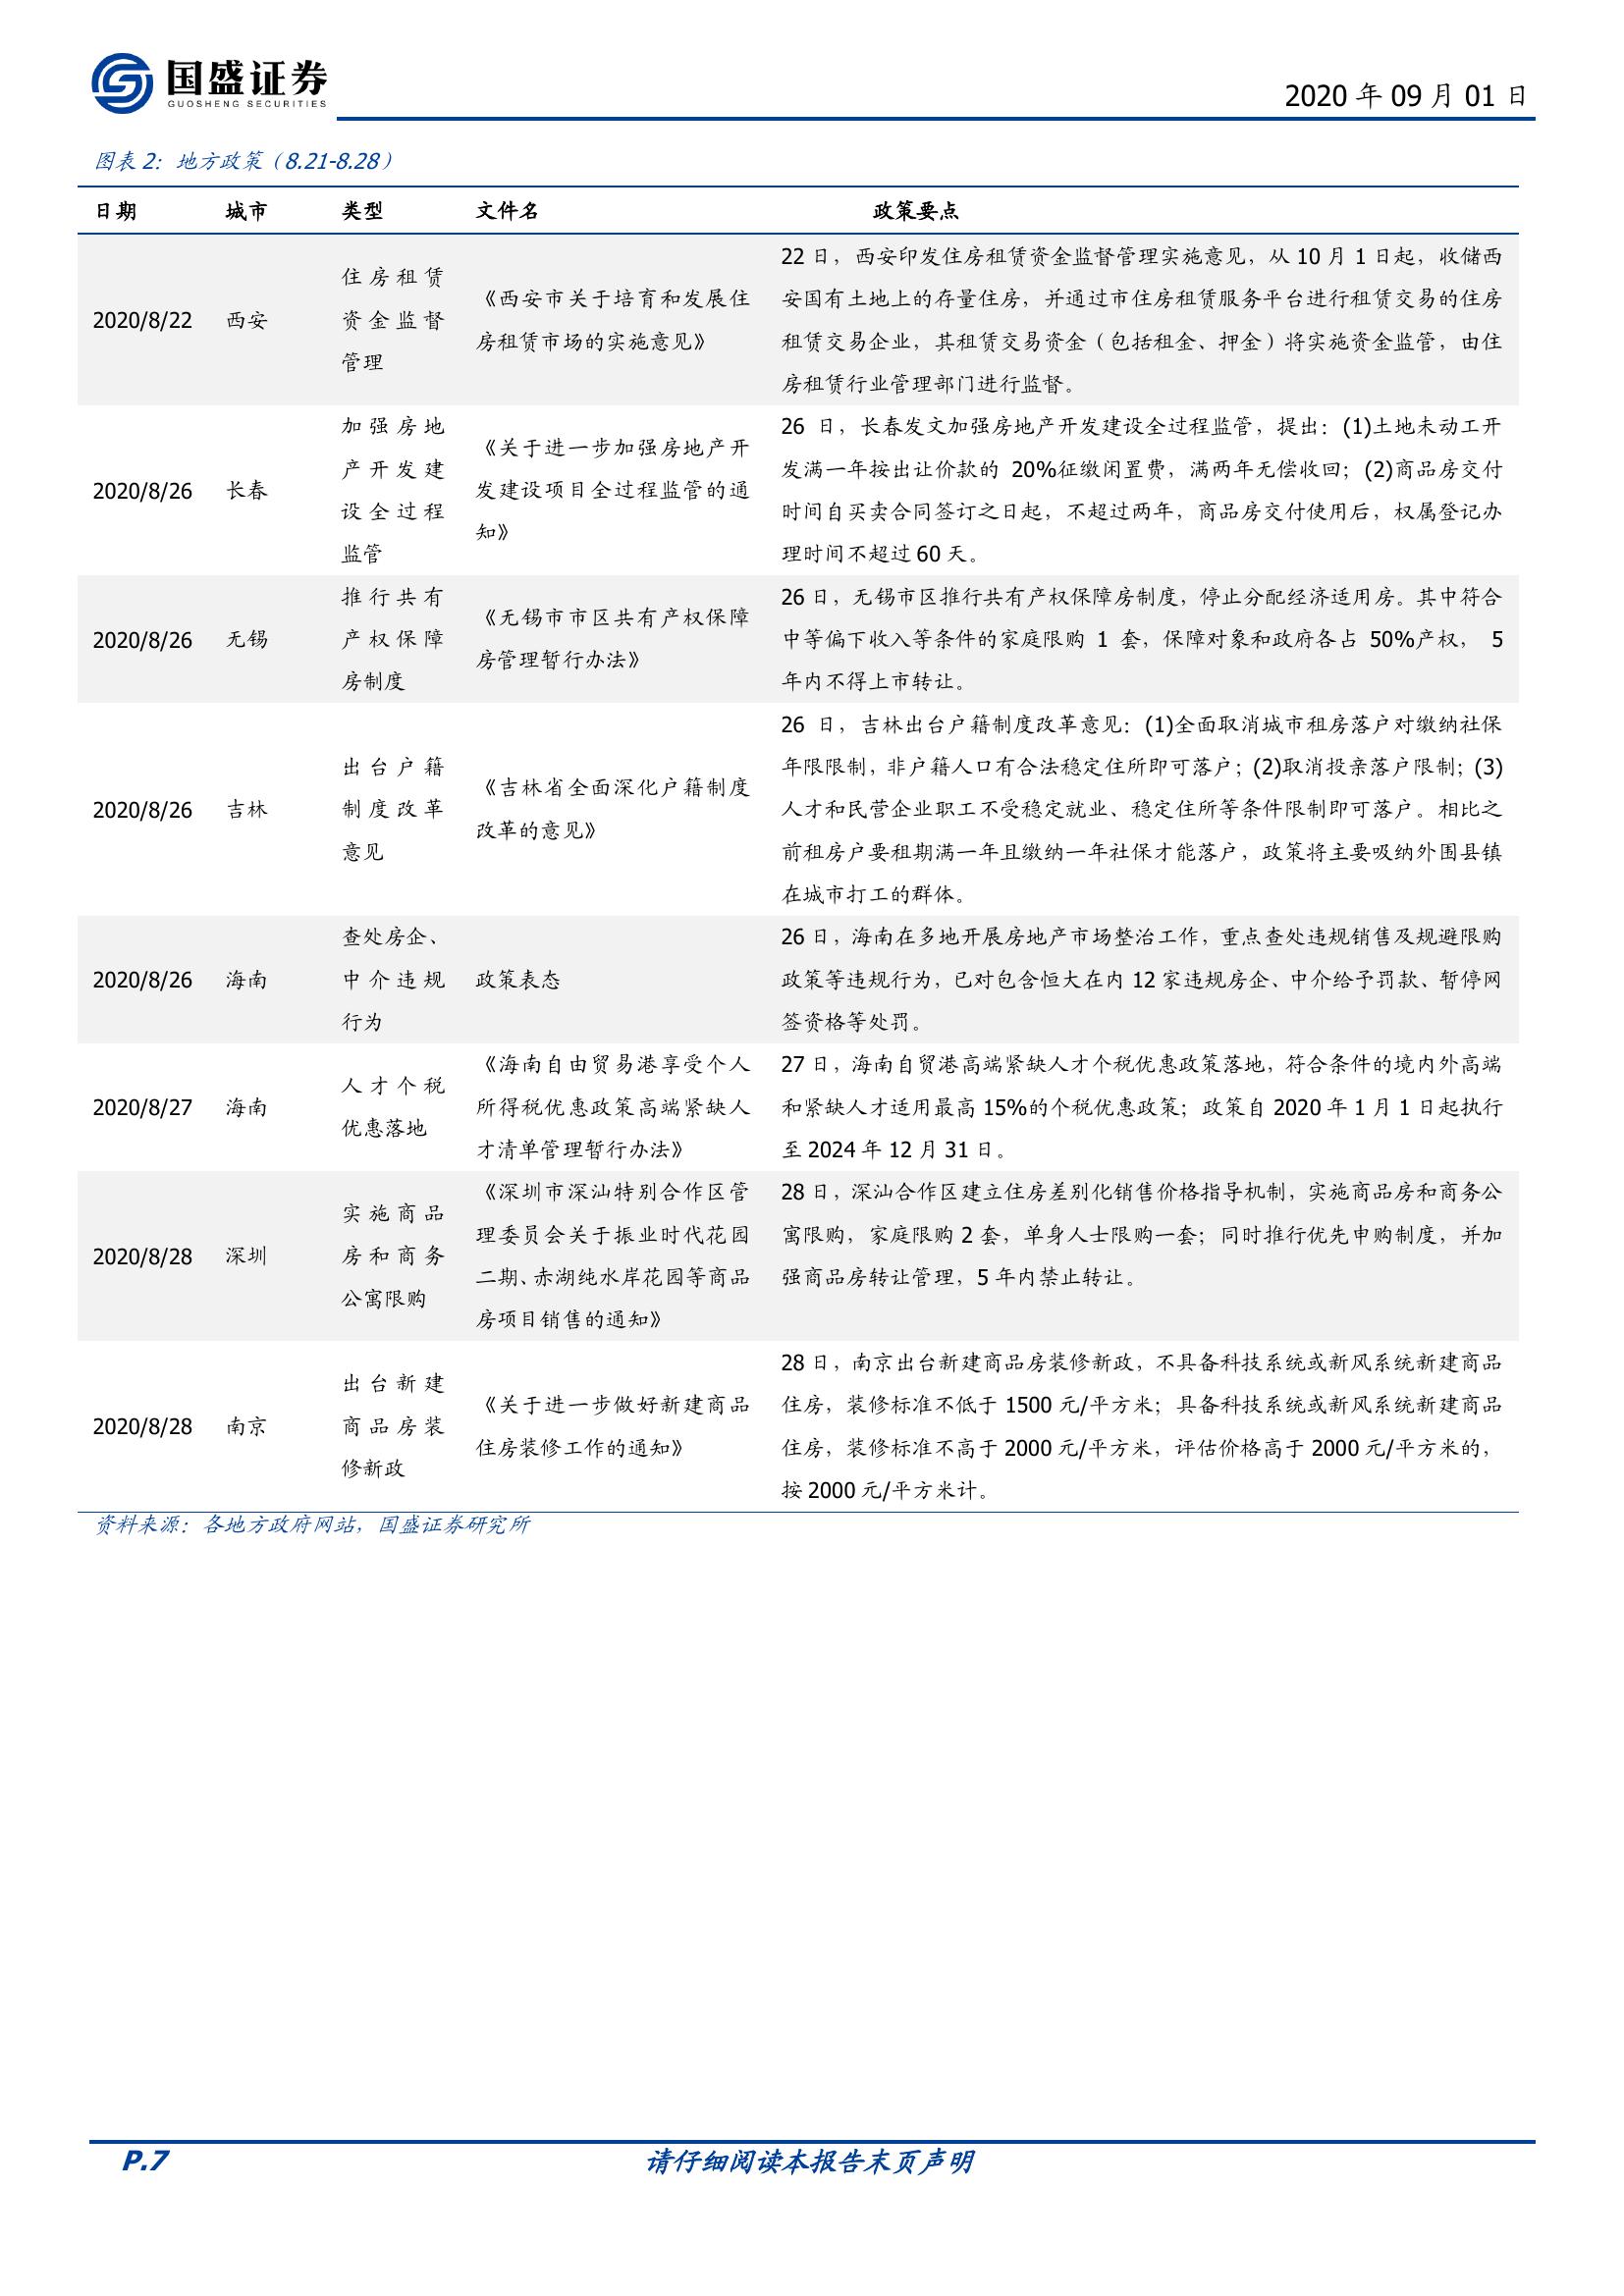 国盛证券
GUOSHENG SECURITIES
2020 年 09 月 01 日
图表 2：地方政策（8.21-8.28）
日期 城市 类型 文件名 政策要点
2020/8/22
西安
住房租赁
资金监督
管理
《西安市关于培育和发展住
房租赁市场的实施意见》
22 日，西安印发住房租赁资金监督管理实施意见，从 10 月 1 日起，收储西
安国有土地上的存量住房，并通过市住房租赁服务平台进行租赁交易的住房
租赁交易企业，其租赁交易资金（包括租金、押金）将实施资金监管，由住
房租赁行业管理部门进行监督。
2020/8/26
长春
加强房地
产开发建
设全过程
监管
《关于进一步加强房地产开
发建设项目全过程监管的通
知》
26 日，长春发文加强房地产开发建设全过程监管，提出：(1)土地未动工开
发满一年按出让价款的 20%征缴闲置费，满两年无偿收回；(2)商品房交付
时间自买卖合同签订之日起，不超过两年，商品房交付使用后，权属登记办
理时间不超过 60 天。
2020/8/26
无锡
推行共有
产权保障
房制度
《无锡市市区共有产权保障
房管理暂行办法》
26 日，无锡市区推行共有产权保障房制度，停止分配经济适用房。其中符合
中等偏下收入等条件的家庭限购 1 套，保障对象和政府各占 50%产权， 5
年内不得上市转让。
2020/8/26
吉林
出台户籍
制度改革
意见
《吉林省全面深化户籍制度
改革的意见》
26 日，吉林出台户籍制度改革意见：(1)全面取消城市租房落户对缴纳社保
年限限制，非户籍人口有合法稳定住所即可落户；(2)取消投亲落户限制；(3)
人才和民营企业职工不受稳定就业、稳定住所等条件限制即可落户。相比之
前租房户要租期满一年且缴纳一年社保才能落户，政策将主要吸纳外围县镇
在城市打工的群体。
2020/8/26
海南
查处房企、
中介违规
行为
政策表态
26 日，海南在多地开展房地产市场整治工作，重点查处违规销售及规避限购
政策等违规行为，已对包含恒大在内 12 家违规房企、中介给予罚款、暂停网
签资格等处罚。
2020/8/27
海南
人才个税
优惠落地
《海南自由贸易港享受个人
所得税优惠政策高端紧缺人
才清单管理暂行办法》
27 日，海南自贸港高端紧缺人才个税优惠政策落地，符合条件的境内外高端
和紧缺人才适用最高 15%的个税优惠政策；政策自 2020 年 1 月 1 日起执行
至 2024 年 12 月 31 日。
2020/8/28
深圳
实施商品
房和商务
公寓限购
《深圳市深汕特别合作区管
理委员会关于振业时代花园
二期、赤湖纯水岸花园等商品
房项目销售的通知》
28 日，深汕合作区建立住房差别化销售价格指导机制，实施商品房和商务公
寓限购，家庭限购 2 套，单身人士限购一套；同时推行优先申购制度，并加
强商品房转让管理，5 年内禁止转让。
2020/8/28
南京
出台新建
商品房装
修新政
《关于进一步做好新建商品
住房装修工作的通知》
28 日，南京出台新建商品房装修新政，不具备科技系统或新风系统新建商品
住房，装修标准不低于 1500 元/平方米；具备科技系统或新风系统新建商品
住房，装修标准不高于 2000 元/平方米，评估价格高于 2000 元/平方米的，
按 2000 元/平方米计。
资料来源：各地方政府网站，国盛证券研究所
P.7
请仔细阅读本报告末页声明